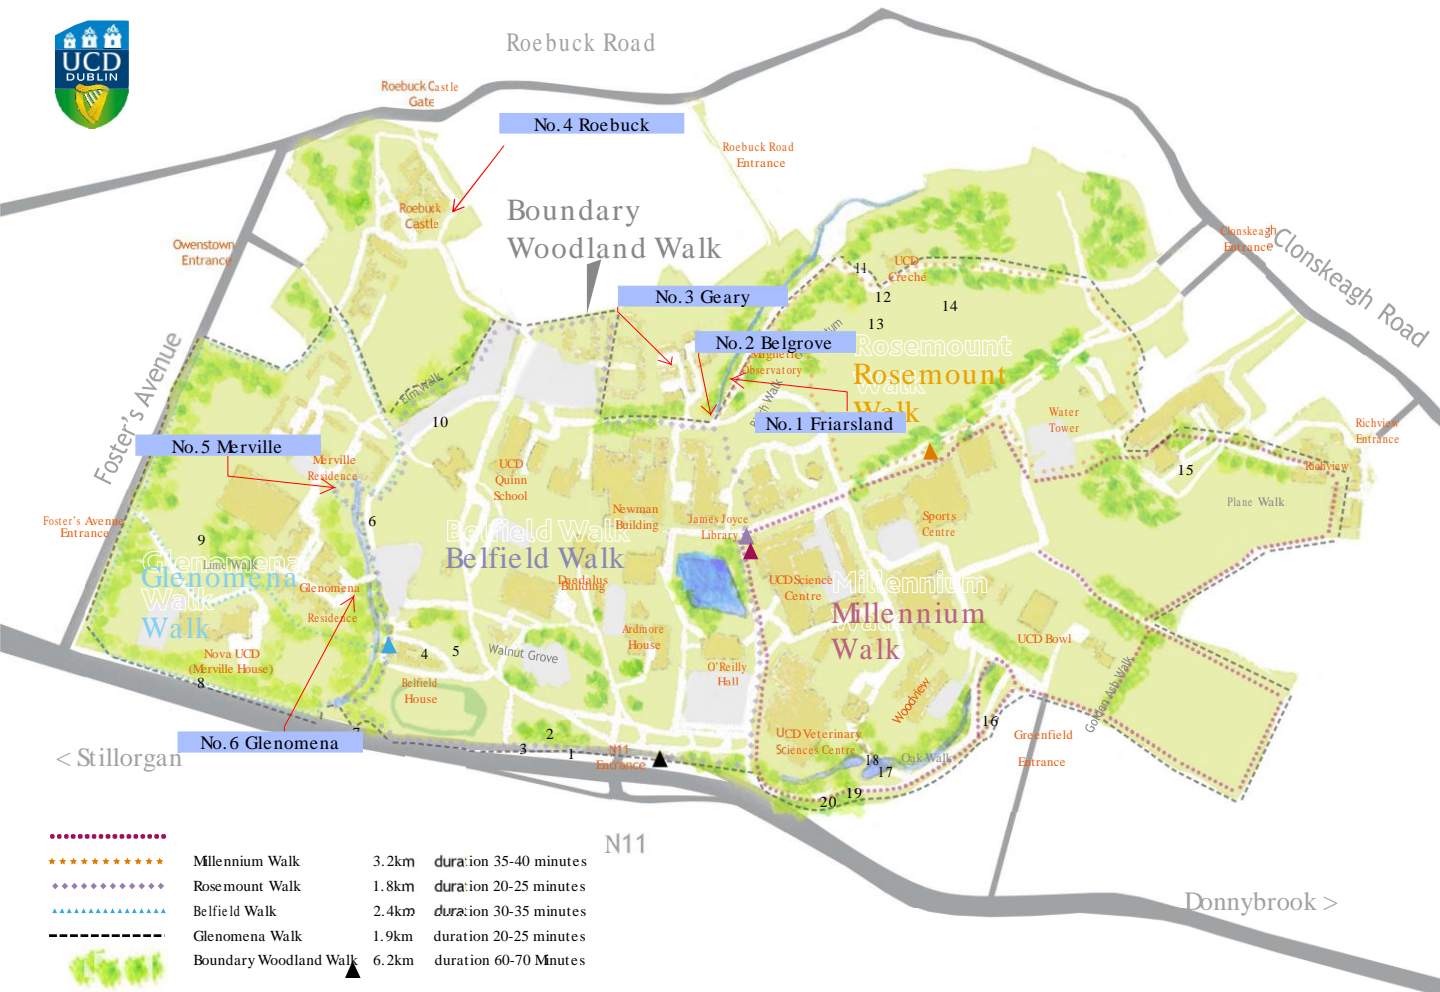 UCD
DUBLIN
Roebuck Road
Roebuck Castle
Gate
No.4 Roebuck
Roebuck Road
Entrance
Roebuck
Castle
Boundary
Woodland Walk
Owenstown
Entrance
Clonskeagh
Entrance
Clonskeagh Road
11
UCD
Creché
12
14
13
No.3 Geary
No.2 Belgrove
Magnetic
Observatory
Rosemount
Walk
Rosemount
Walk
No.1 Friarsland
Foster's Avenue
Elm Walk
10
Water
Tower
Richview
Entrance
Richview
15
Plane Walk
No.5 Merville
Merville
Residence
UCD
Quinn
School
Newman
Building
James Joyce
Library
Sports
Centre
Foster's Avenue
Entrance
6
9
Lime Walk
Belfield Walk
Belfield Walk
Glenomena
Walk
Glenomena
Walk
Glenomena
Residence
Daedalus
Building
UCD Science
Centre
Millennium
Walk
Millennium
Walk
UCD Bowl
Ardmore
House
Nova UCD
(Merville House)
8
4
5
Walnut Grove
O'Reilly
Hall
Belfield
House
Woodview
Golden Ash Walk
7
No.6 Glenomena
2
3
1
N11
Entrance
UCD Veterinary
Sciences Centre
18
17
Oak Walk
16
Greenfield
Entrance
19
20
< Stillorgan
N11
Donnybrook >
Millennium Walk 3.2km duration 35-40 minutes
Rosemount Walk 1.8km duration 20-25 minutes
Belfield Walk 2.4km duration 30-35 minutes
Glenomena Walk 1.9km duration 20-25 minutes
Boundary Woodland Walk 6.2km duration 60-70 Minutes